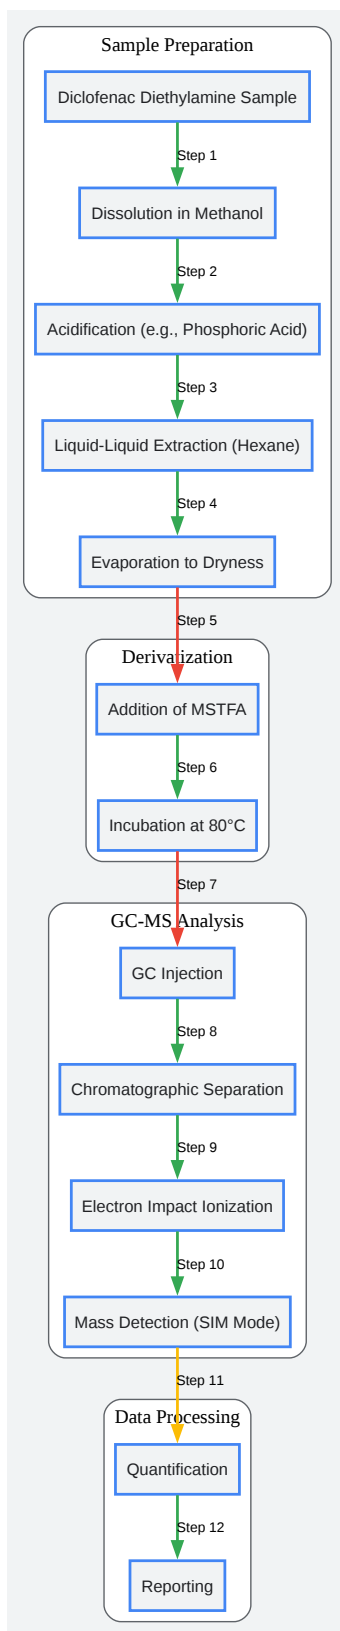 Sample Preparation
Diclofenac Diethylamine Sample
Step 1
Dissolution in Methanol
Step 2
Acidification (e.g., Phosphoric Acid)
Step 3
Liquid-Liquid Extraction (Hexane)
Step 4
Evaporation to Dryness
Step 5
Derivatization
Addition of MSTFA
Step 6
Incubation at 80°C
Step 7
GC-MS Analysis
GC Injection
Step 8
Chromatographic Separation
Step 9
Electron Impact Ionization
Step 10
Mass Detection (SIM Mode)
Step 11
Data Processing
Quantification
Step 12
Reporting